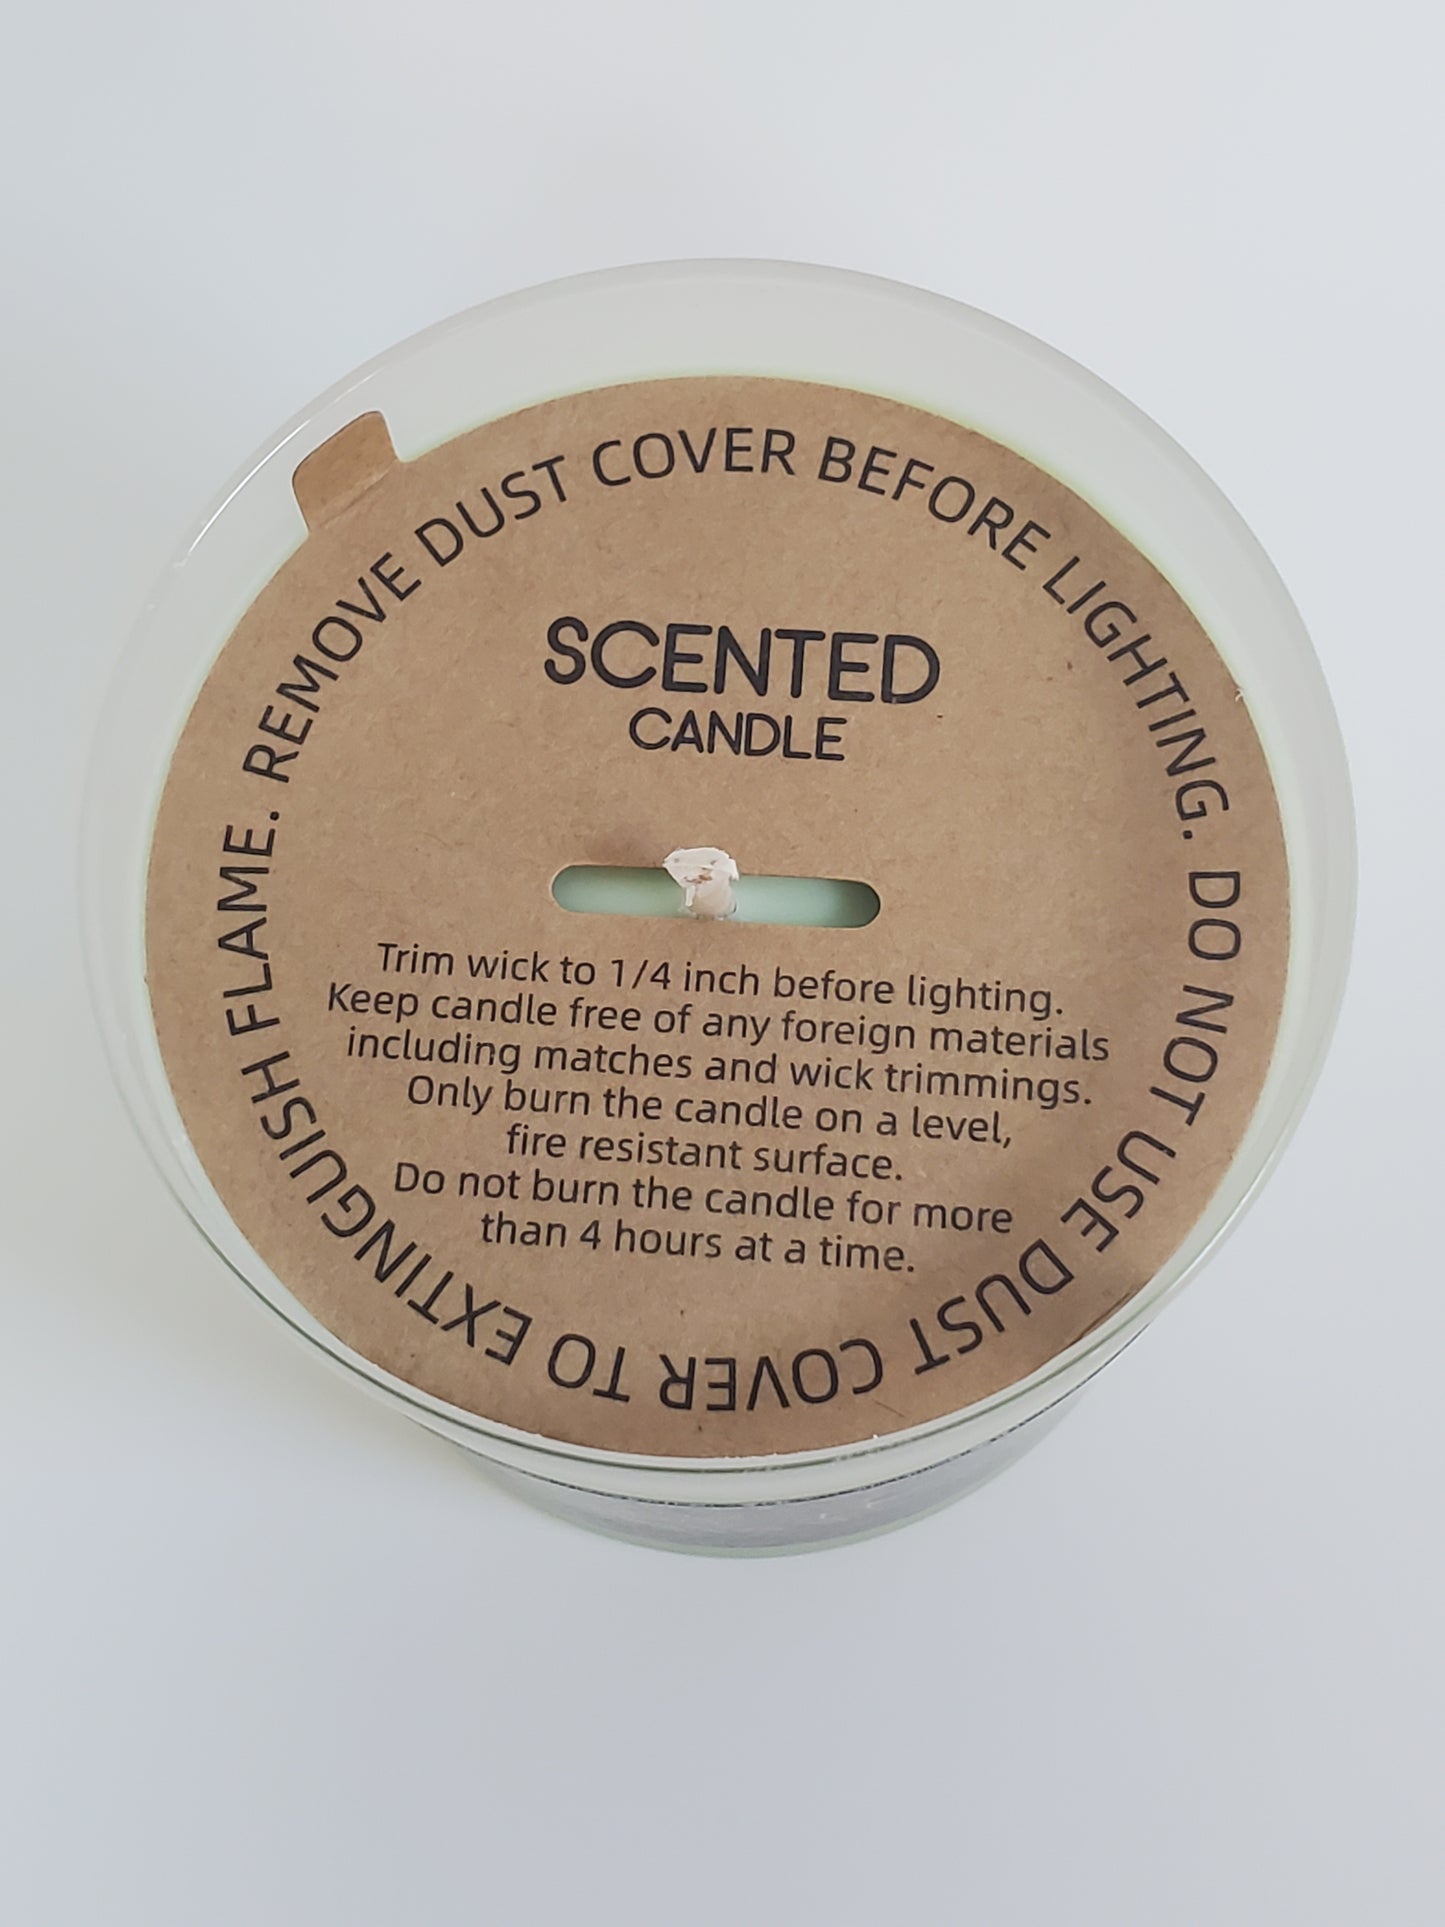 REMOVE DUST COVER BEFORE LIGHTING. DO NOT USE DUST COVER TO EXTINGUISH FLAME.
SCENTED
CANDLE
Trim wick to 1/4 inch before lighting.
Keep candle free of any foreign materials
including matches and wick trimmings.
Only burn the candle on a level,
fire resistant surface.
Do not burn the candle for more
than 4 hours at a time.